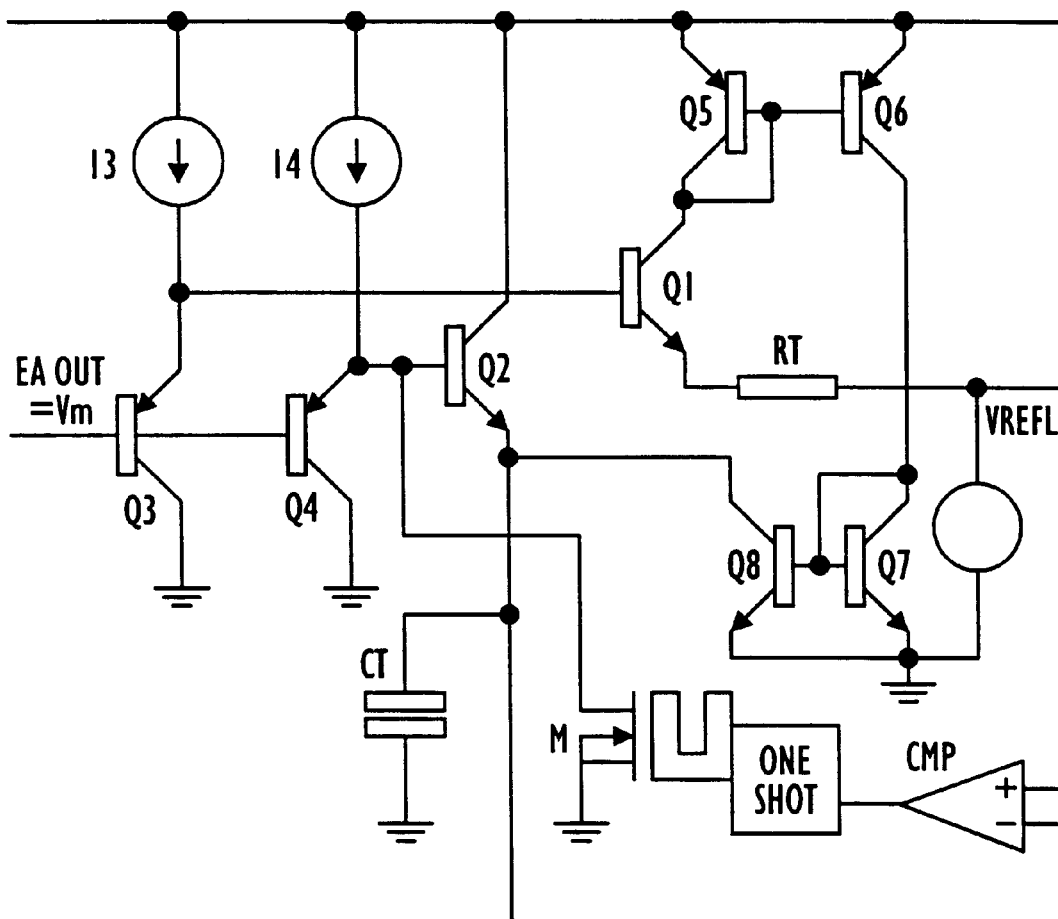 Q5
Q6
I3
I4
Q1
EA OUT
=Vm
Q2
RT
VREFL
Q3
Q4
Q8
Q7
CT
M
ONE
SHOT
CMP
+
−